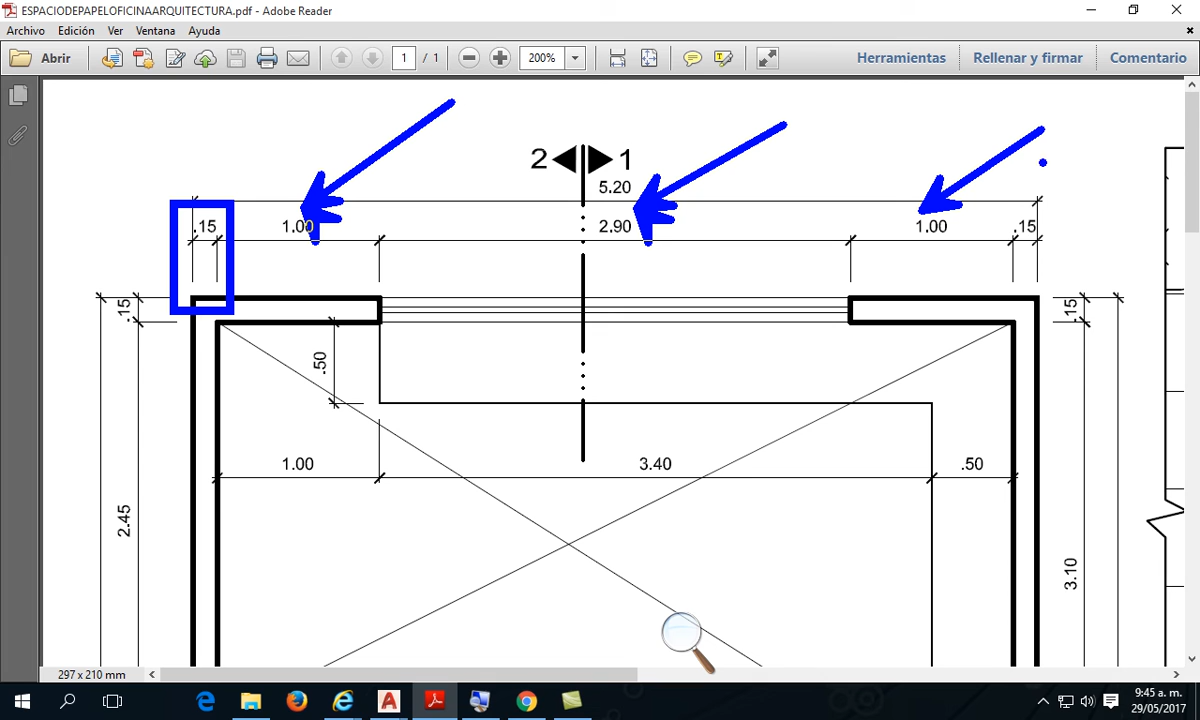 ESPACIODEPAPELOFICINAARQUITECTURA.pdf - Adobe Reader
Archivo Edición Ver Ventana Ayuda
Abrir 1 / 1 200% Herramientas Rellenar y firmar Comentario
2 1
5.20
.15 1.00 2.90 1.00 .15
.15 .15
.50
1.00 3.40 .50
2.45
3.10
297 x 210 mm
9:45 a. m.
29/05/2017